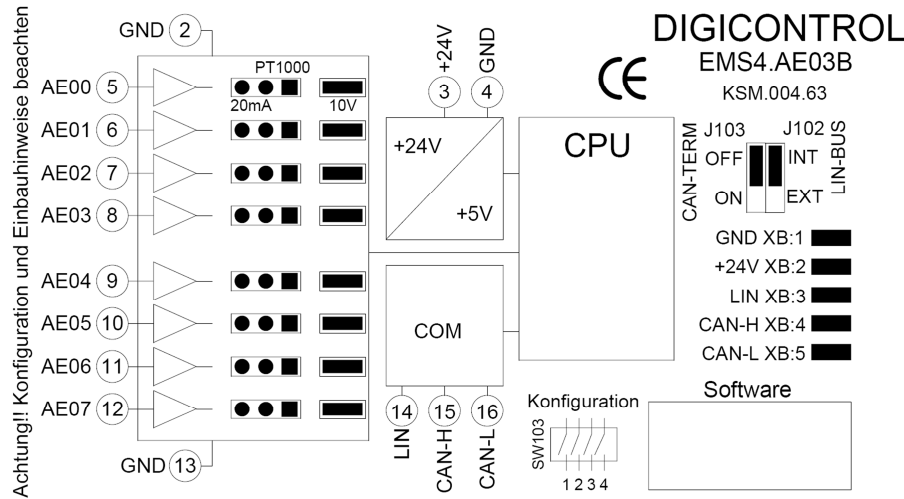 Achtung!! Konfiguration und Einbauhinweise beachten
GND 2
AE00 5
PT1000
20mA 10V
AE01 6
AE02 7
AE03 8
AE04 9
AE05 10
AE06 11
AE07 12
GND 13
+24V GND
3 4
+24V
+5V
COM
14 15 16
LIN CAN-H CAN-L
CPU
DIGICONTROL
CE EMS4.AE03B
KSM.004.63
CAN-TERM
J103 J102
OFF INT
ON EXT
LIN-BUS
GND XB:1
+24V XB:2
LIN XB:3
CAN-H XB:4
CAN-L XB:5
Konfiguration
SW103
1 2 3 4
Software